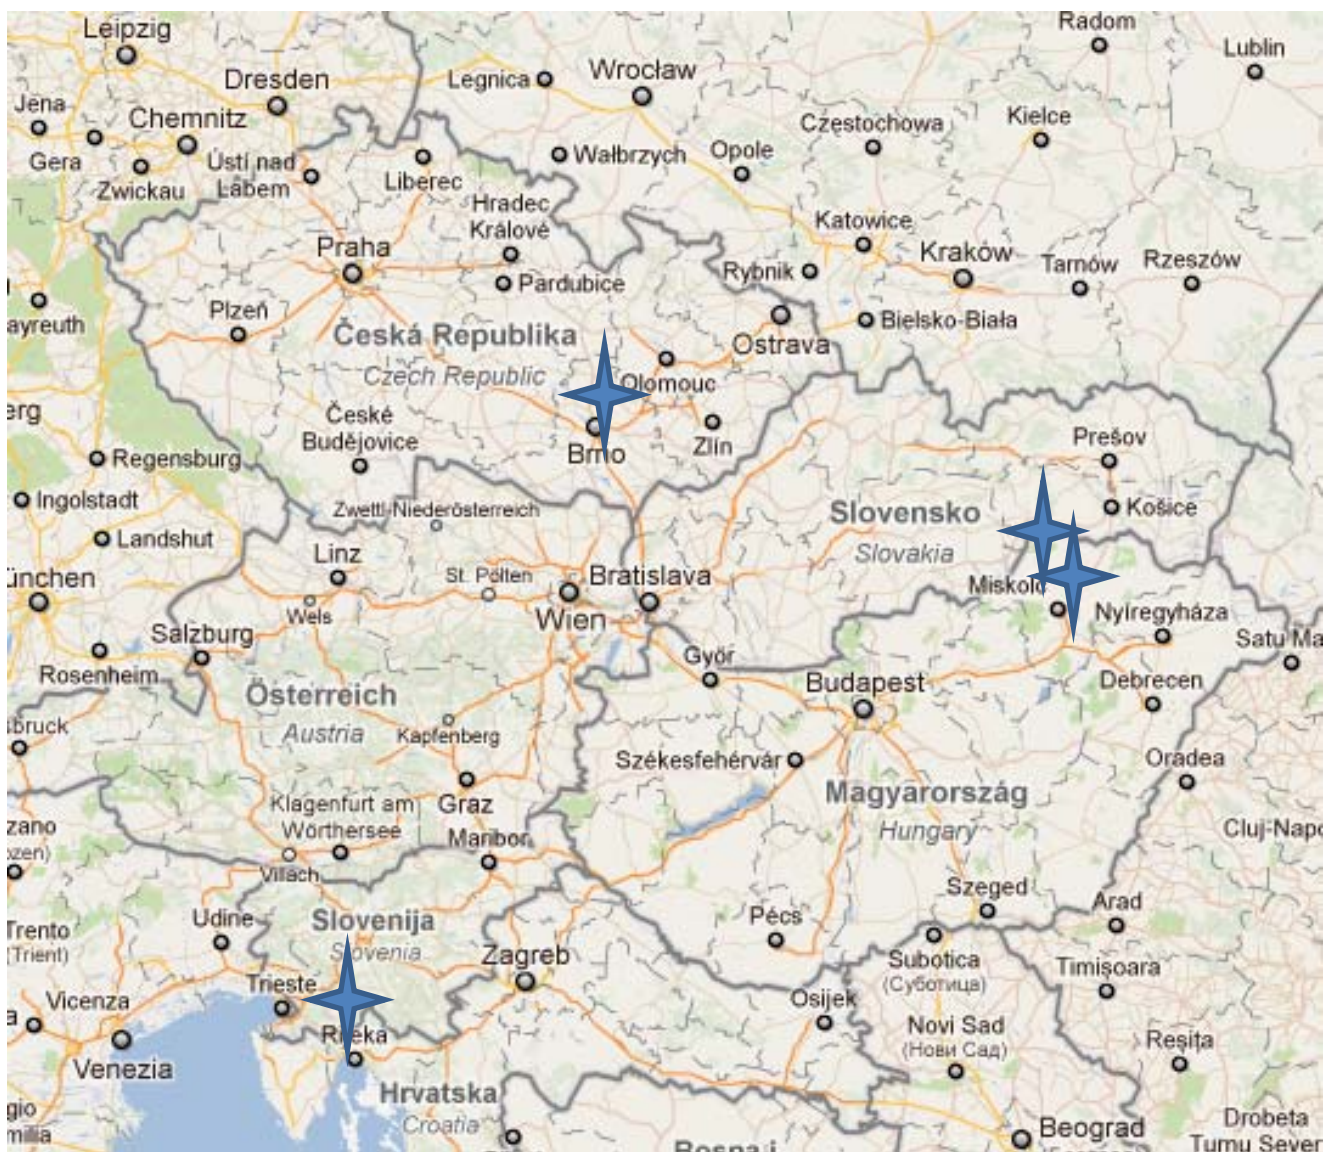 Leipzig
Dresden
Jena
Chemnitz
Gera
Zwickau
Ústí nad
Labem
Liberec
Legnica
Wrocław
Wałbrzych
Opole
Częstochowa
Radom
Kielce
Lublin
Hradec
Králové
Praha
Pardubice
Plzeň
Katowice
Rybnik
Kraków
Tarnów
Rzeszów
Bielsko-Biała
Ostrava
ayreuth
Česká Republika
Czech Republic
Olomouc
erg
České
Budějovice
Brno
Zlín
Regensburg
Ingolstadt
Landshut
Prešov
Košice
Slovensko
Slovakia
Zwettl-Niederösterreich
Linz
St. Pölten
Bratislava
Wels
Wien
ünchen
Salzburg
Rosenheim
Miskolc
Nyíregyháza
Satu Ma
Győr
Budapest
Debrecen
Österreich
Austria
sbruck
Kapfenberg
Székesfehérvár
Oradea
Graz
Magyarország
Hungary
Klagenfurt am
Wörthersee
Maribor
Villach
zano
ozen)
Cluj-Napo
Szeged
Arad
Pécs
Udine
Slovenija
Slovenia
Trento
(Trient)
Zagreb
Subotica
(Суботица)
Timișoara
Trieste
Vicenza
Osijek
Rijeka
Novi Sad
(Нови Сад)
Reșița
Venezia
Hrvatska
Croatia
gio
milia
Beograd
Drobeta
Turnu Sever
Bosna i